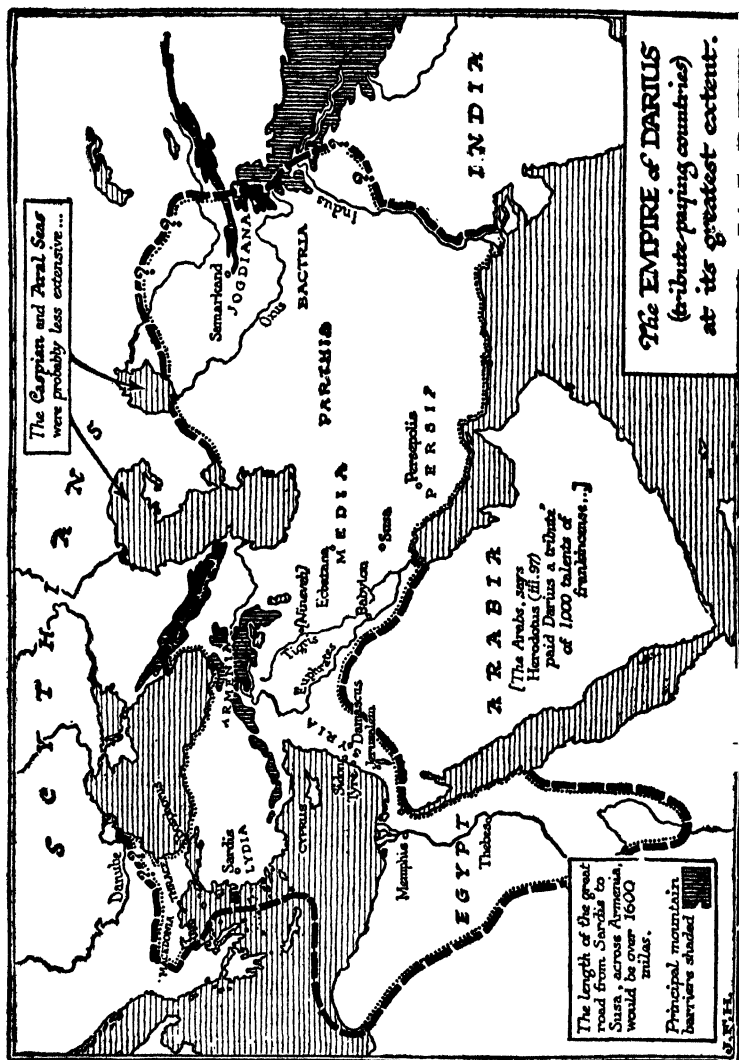 The EMPIRE of DARIUS
(tribute-paying countries)
at its greatest extent.
The Caspian and Aral Seas
were probably less extensive...
SCYTHIANS
Danube
MACEDONIA
THRACE
Sardis
LYDIA
CYPRUS
ARMENIA
Tigris
(Nineveh)
Ecbatana
MEDIA
Euphrates
Babylon
Susa
Persepolis
PERSIP
PARTHIA
Samarkand
JOGDIANA
Oxus
BACTRIA
Indus
INDIA
SYRIA
Sidon
Tyre
Damascus
Jerusalem
ARABIA
[The Arabs, says
Herodotus (iii. 97)
paid Darius a tribute
of 1,000 talents of
frankincense...]
Memphis
EGYPT
Thebes
The length of the great
road from Sardis to
Susa, across Armenia,
would be over 1600
miles.
Principal mountain
barriers shaded
J.F.H.